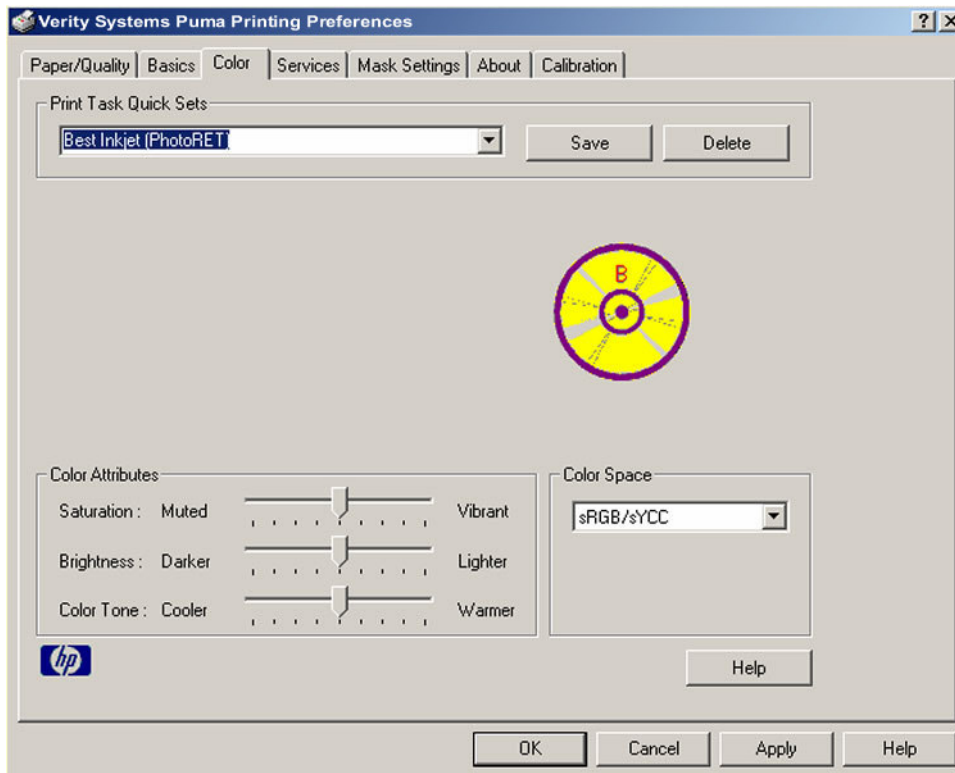 Verity Systems Puma Printing Preferences
Paper/Quality Basics Color Services Mask Settings About Calibration
Print Task Quick Sets
Best Inkjet (PhotoRET) Save Delete
B
Color Attributes
Saturation : Muted Vibrant
Brightness : Darker Lighter
Color Tone : Cooler Warmer
Color Space
sRGB/sYCC
hp
Help
OK Cancel Apply Help